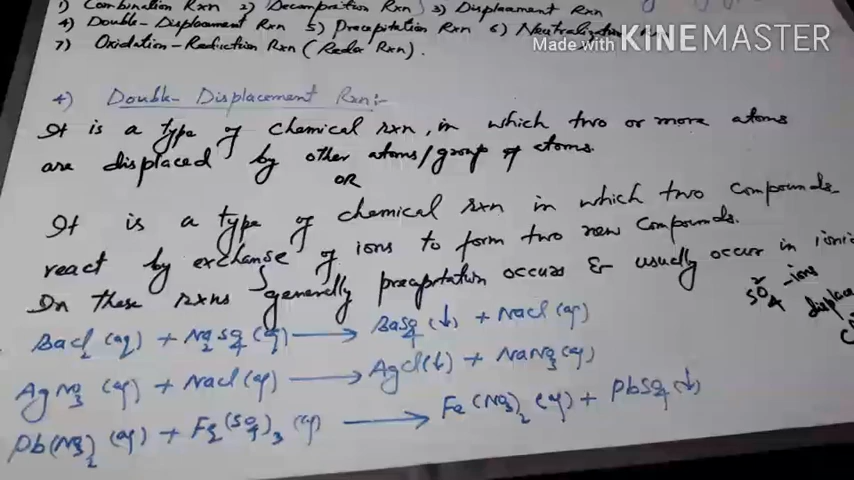 1) Combination Rxn 2) Decomposition Rxn 3) Displacement Rxn
4) Double-Displacement Rxn 5) Precipitation Rxn 6)
7) Oxidation-Reduction Rxn (Redox Rxn).
Made with KINEMASTER
4) Double-Displacement Rxn:-
It is a type of chemical rxn, in which two or more atoms
are displaced by other atoms/group of atoms.
OR
It is a type of chemical rxn in which two compounds
react by exchange of ions to form two new compounds.
In these rxns generally precaprtation occurs & usually occur in ionic
SO₄²⁻ ions
BaCl₂ (aq) + Na₂SO₄ (aq) ⟶ BaSO₄ (↓) + NaCl (aq)
AgNO₃ (aq) + NaCl (aq) ⟶ AgCl (↓) + NaNO₃ (aq)
Pb(NO₃)₂ (aq) + Fe₂(SO₄)₃ (aq) ⟶ Fe(NO₃)₂ (aq) + PbSO₄ (↓)